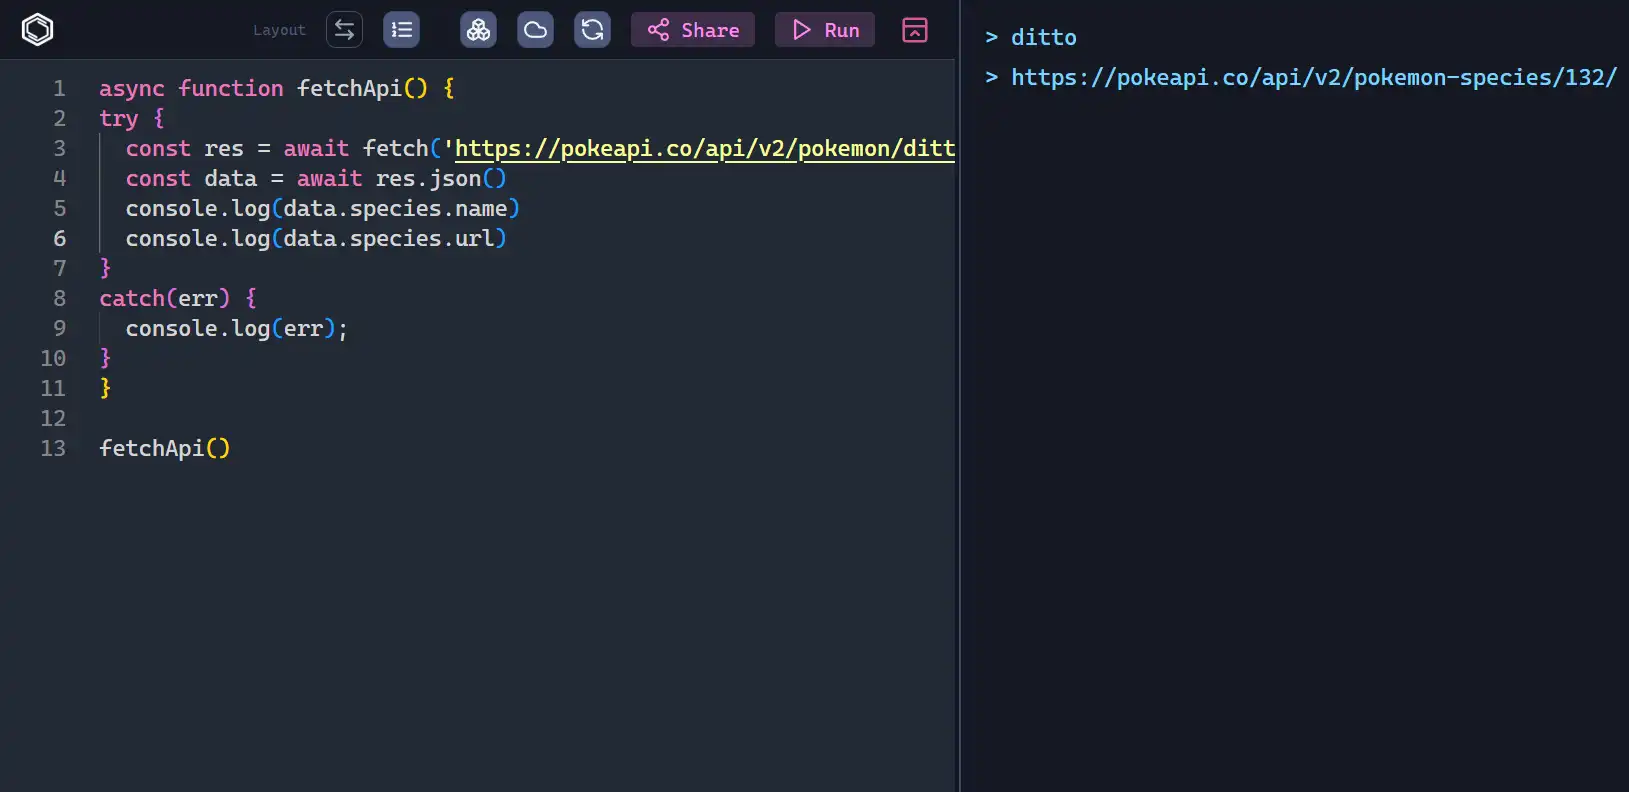 Layout Share Run
1 async function fetchApi() {
2 try {
3 const res = await fetch('https://pokeapi.co/api/v2/pokemon/ditt
4 const data = await res.json()
5 console.log(data.species.name)
6 console.log(data.species.url)
7 }
8 catch(err) {
9 console.log(err);
10 }
11 }
12
13 fetchApi()
> ditto
> https://pokeapi.co/api/v2/pokemon-species/132/